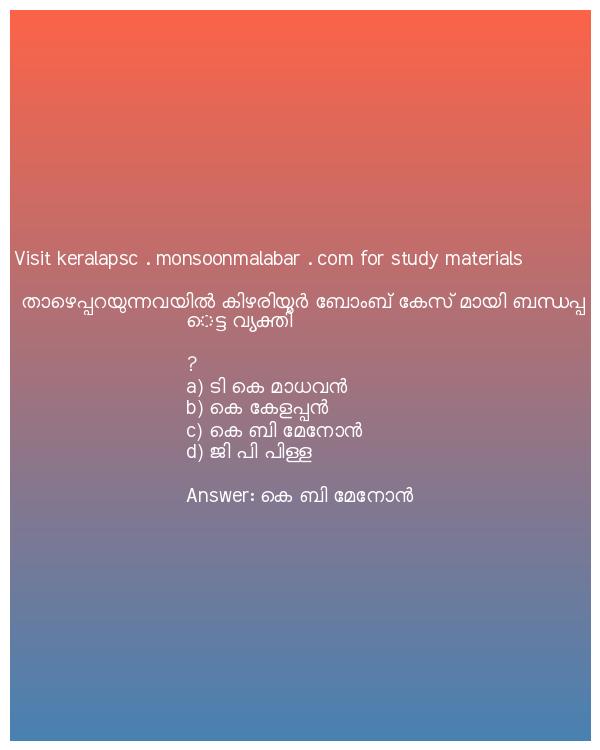 Visit keralapsc . monsoonmalabar . com for study materials
താഴെപ്പറയുന്നവയിൽ കിഴരിയൂർ ബോംബ് കേസ് മായി ബന്ധപ്പ
െട്ട വ്യക്തി
?
a) ടി കെ മാധവൻ
b) കെ കേളപ്പൻ
c) കെ ബി മേനോൻ
d) ജി പി പിള്ള
Answer: കെ ബി മേനോൻ